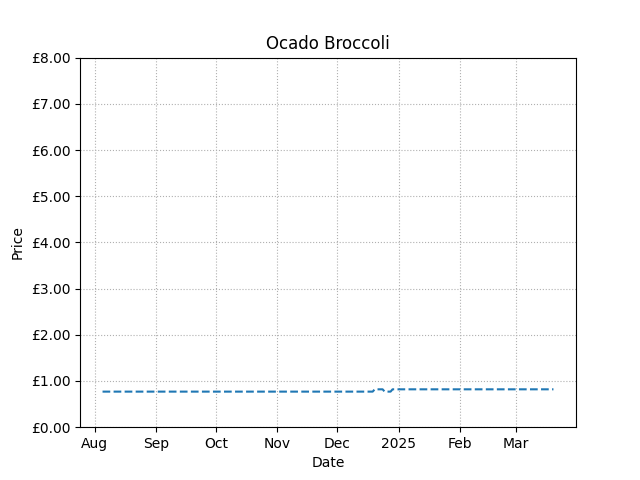 Ocado Broccoli
£8.00
£7.00
£6.00
£5.00
£4.00
£3.00
£2.00
£1.00
£0.00
Price
Aug Sep Oct Nov Dec 2025 Feb Mar
Date